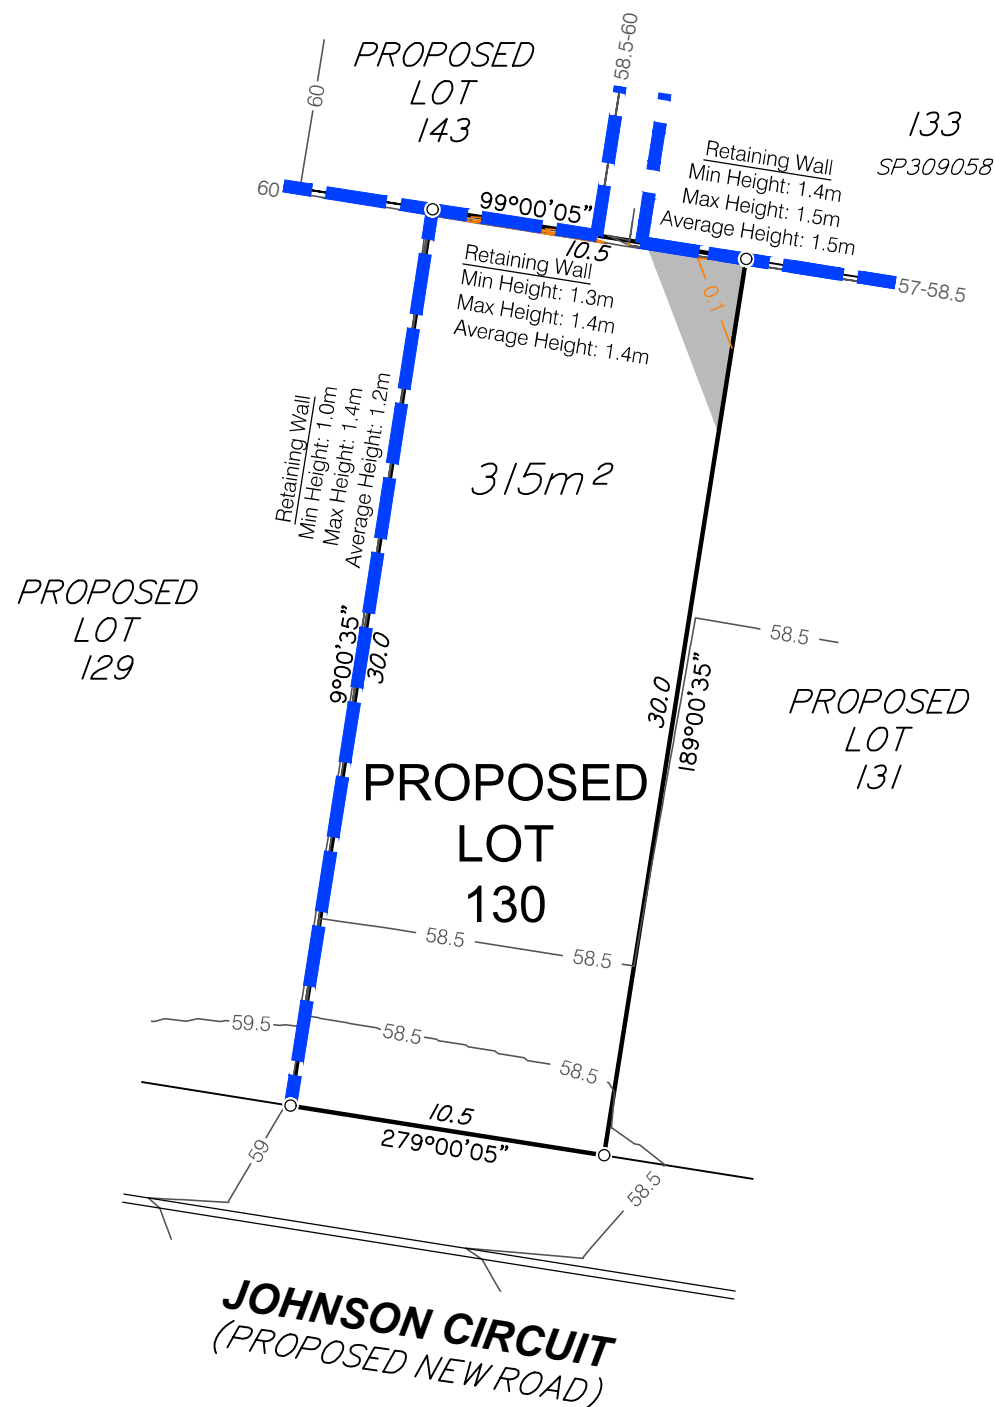 PROPOSED
LOT
143
60
58.5-60
133
SP309058
Retaining Wall
Min Height: 1.4m
Max Height: 1.5m
Average Height: 1.5m
60
99°00'05"
10.5
Retaining Wall
Min Height: 1.3m
Max Height: 1.4m
Average Height: 1.4m
0.1
57-58.5
Retaining Wall
Min Height: 1.0m
Max Height: 1.4m
Average Height: 1.2m
315m²
PROPOSED
LOT
129
9°00'35"
30.0
30.0
189°00'35"
58.5
PROPOSED
LOT
131
PROPOSED
LOT
130
58.5
58.5
59.5
58.5
58.5
10.5
279°00'05"
59
58.5
JOHNSON CIRCUIT
(PROPOSED NEW ROAD)